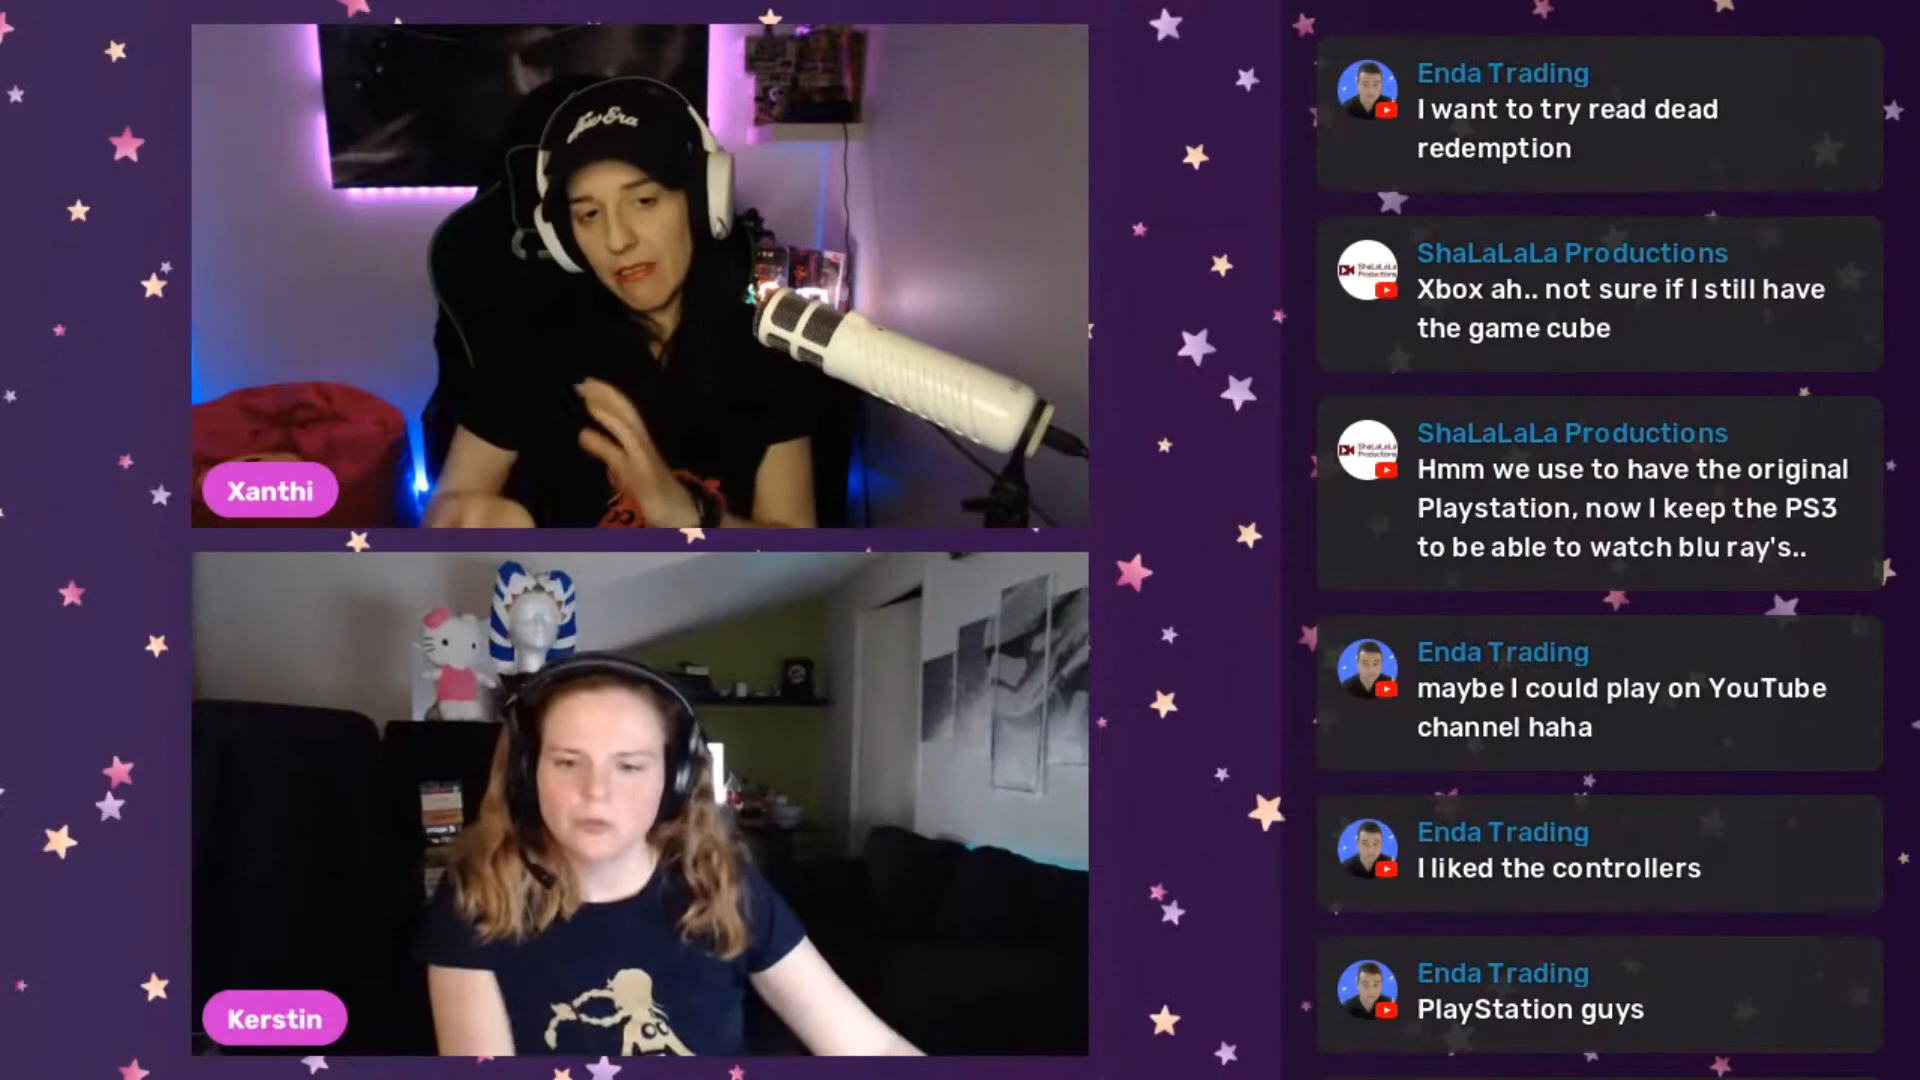 New Era
Xanthi
Kerstin
Enda Trading
I want to try read dead
redemption
ShaLaLaLa Productions
Xbox ah.. not sure if I still have
the game cube
ShaLaLaLa Productions
Hmm we use to have the original
Playstation, now I keep the PS3
to be able to watch blu ray's..
Enda Trading
maybe I could play on YouTube
channel haha
Enda Trading
I liked the controllers
Enda Trading
PlayStation guys